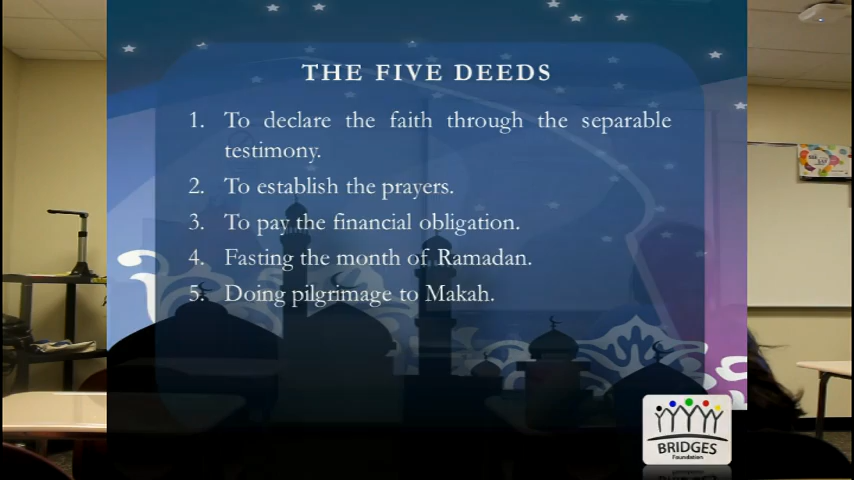 THE FIVE DEEDS
1. To declare the faith through the separable
testimony.
2. To establish the prayers.
3. To pay the financial obligation.
4. Fasting the month of Ramadan.
5. Doing pilgrimage to Makah.
BRIDGES
Foundation